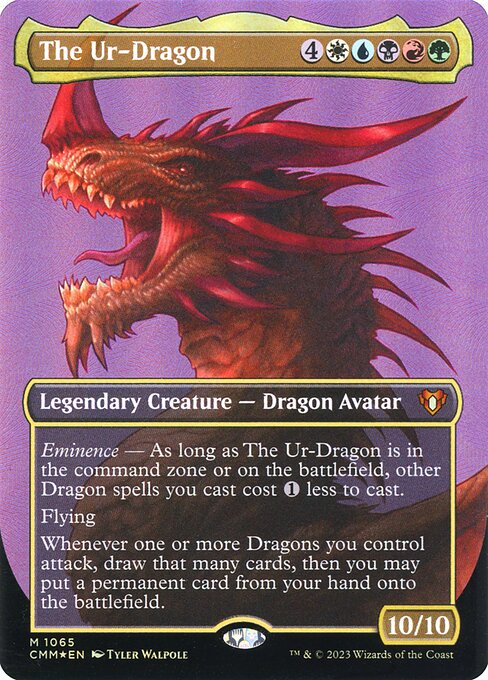 The Ur-Dragon 4
Legendary Creature — Dragon Avatar
Eminence — As long as The Ur-Dragon is in
the command zone or on the battlefield, other
Dragon spells you cast cost 1 less to cast.
Flying
Whenever one or more Dragons you control
attack, draw that many cards, then you may
put a permanent card from your hand onto
the battlefield.
10/10
M 1065
CMM★EN Tyler Walpole ™ & © 2023 Wizards of the Coast